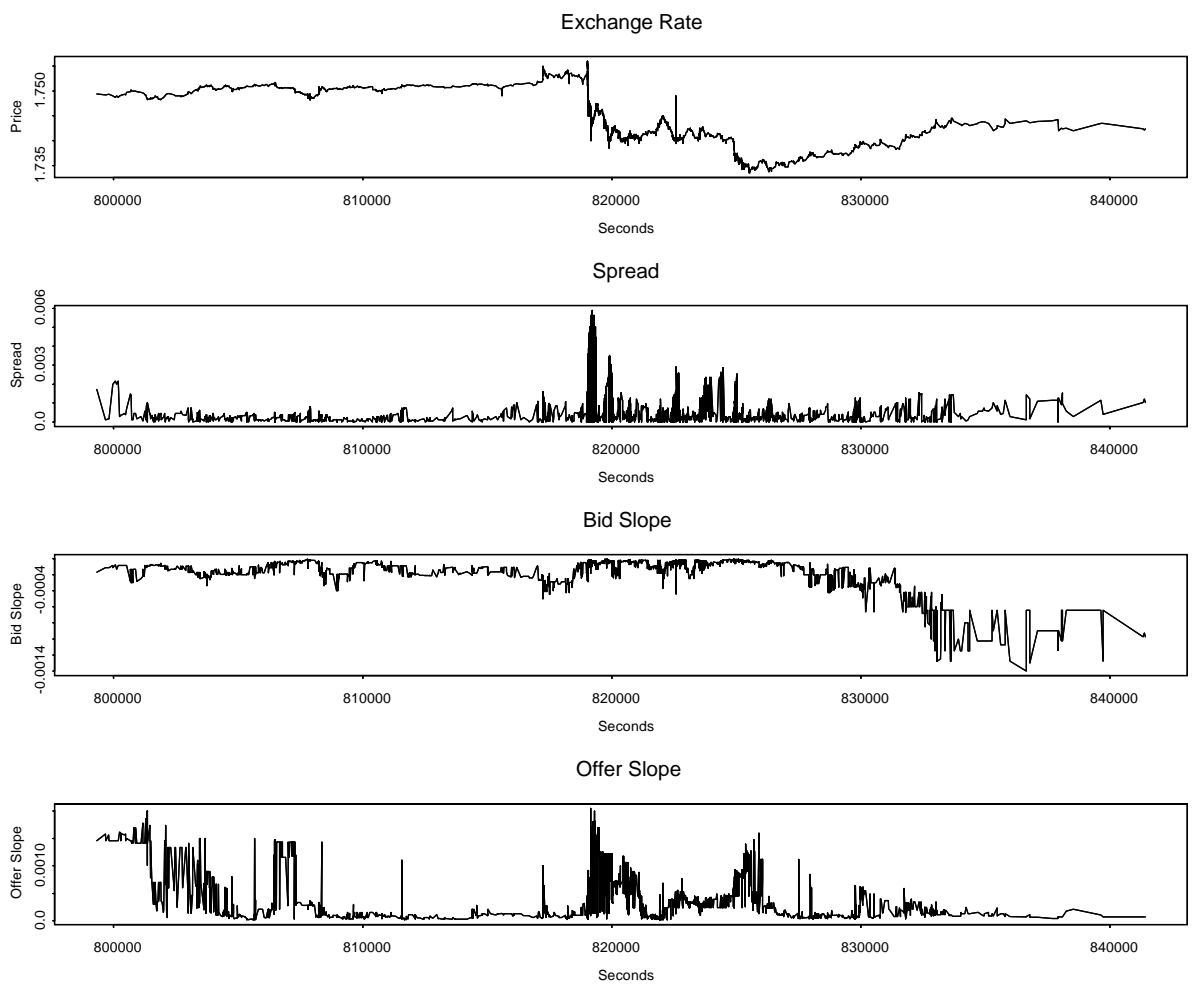 Exchange Rate
Price
1.735 1.750
800000 810000 820000 830000 840000
Seconds
Spread
Spread
0.0 0.003 0.006
800000 810000 820000 830000 840000
Seconds
Bid Slope
Bid Slope
-0.0014 -0.0004
800000 810000 820000 830000 840000
Seconds
Offer Slope
Offer Slope
0.0 0.0010
800000 810000 820000 830000 840000
Seconds